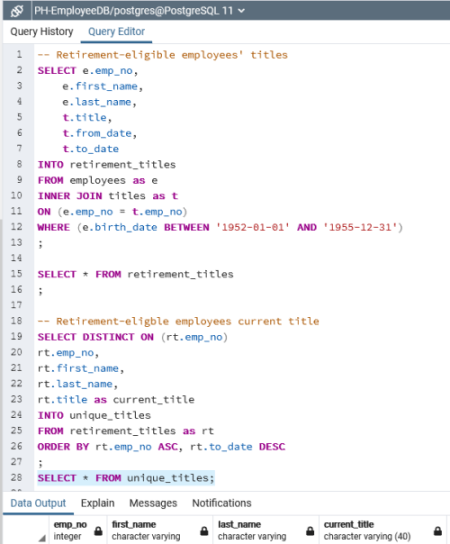 PH-EmployeeDB/postgres@PostgreSQL 11
Query History Query Editor
1 -- Retirement-eligible employees' titles
2 SELECT e.emp_no,
3 e.first_name,
4 e.last_name,
5 t.title,
6 t.from_date,
7 t.to_date
8 INTO retirement_titles
9 FROM employees as e
10 INNER JOIN titles as t
11 ON (e.emp_no = t.emp_no)
12 WHERE (e.birth_date BETWEEN '1952-01-01' AND '1955-12-31')
13 ;
14
15 SELECT * FROM retirement_titles
16 ;
17
18 -- Retirement-eligble employees current title
19 SELECT DISTINCT ON (rt.emp_no)
20 rt.emp_no,
21 rt.first_name,
22 rt.last_name,
23 rt.title as current_title
24 INTO unique_titles
25 FROM retirement_titles as rt
26 ORDER BY rt.emp_no ASC, rt.to_date DESC
27 ;
28 SELECT * FROM unique_titles;
Data Output Explain Messages Notifications
emp_no first_name last_name current_title
integer character varying character varying character varying (40)